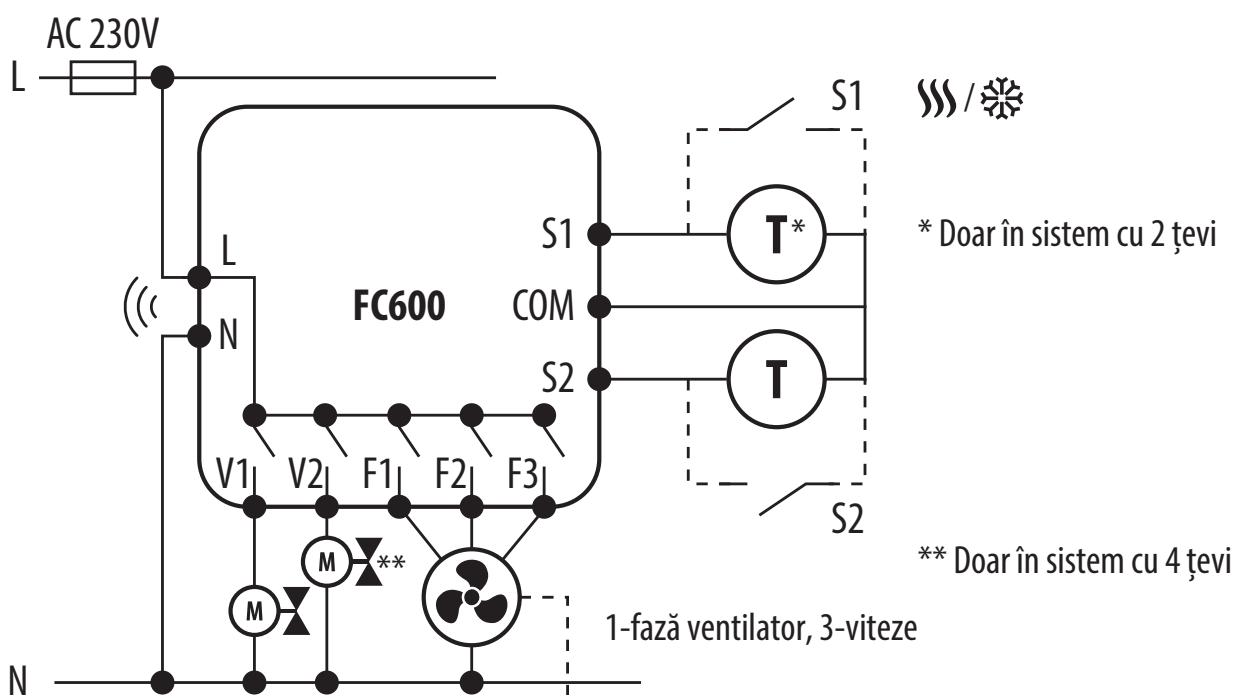 AC 230V
L
S1
/
S1
T*
* Doar în sistem cu 2 țevi
L
FC600
COM
N
S2
T
V1 V2 F1 F2 F3
S2
M **
** Doar în sistem cu 4 țevi
M
1-fază ventilator, 3-viteze
N